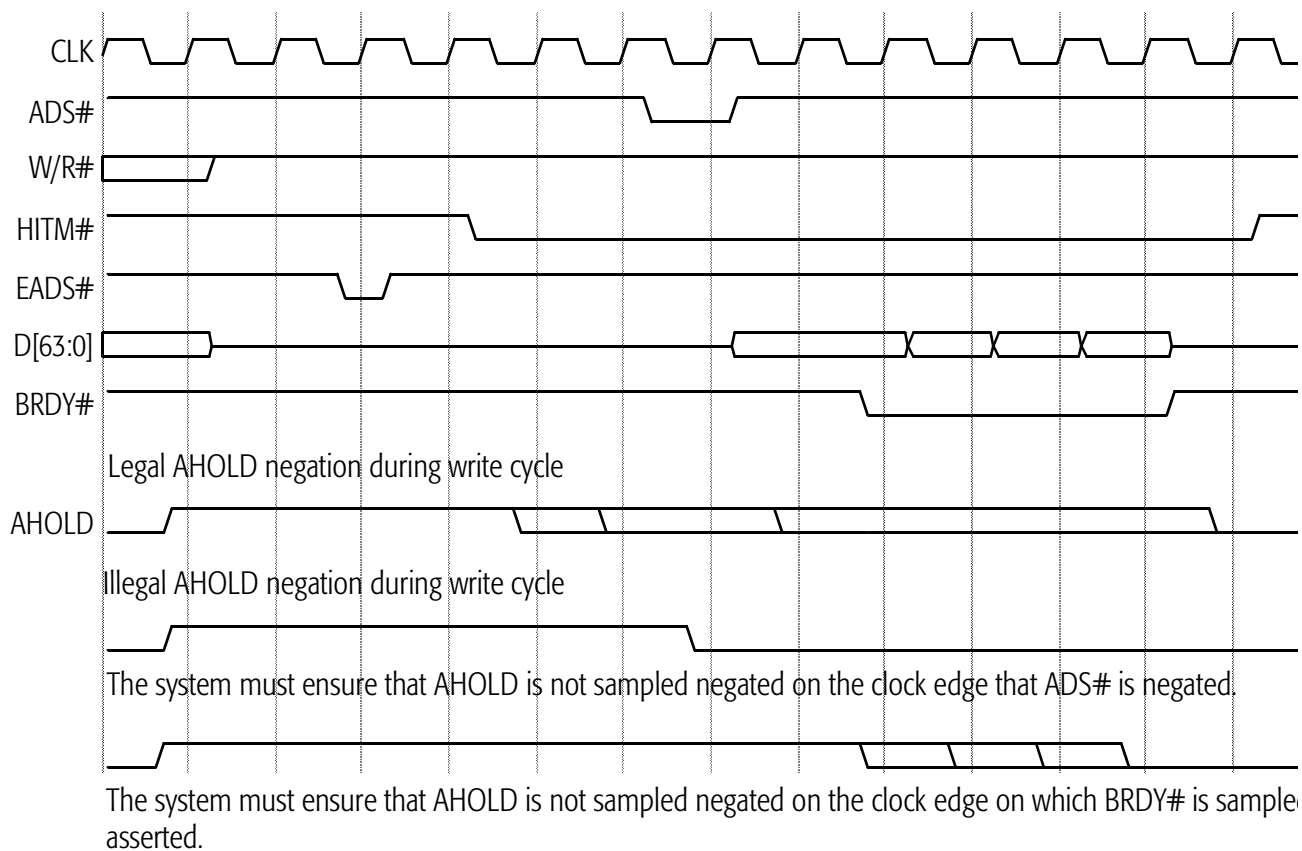 CLK
ADS#
W/R#
HITM#
EADS#
D[63:0]
BRDY#
Legal AHOLD negation during write cycle
AHOLD
Illegal AHOLD negation during write cycle
The system must ensure that AHOLD is not sampled negated on the clock edge that ADS# is negated.
The system must ensure that AHOLD is not sampled negated on the clock edge on which BRDY# is sampled
asserted.